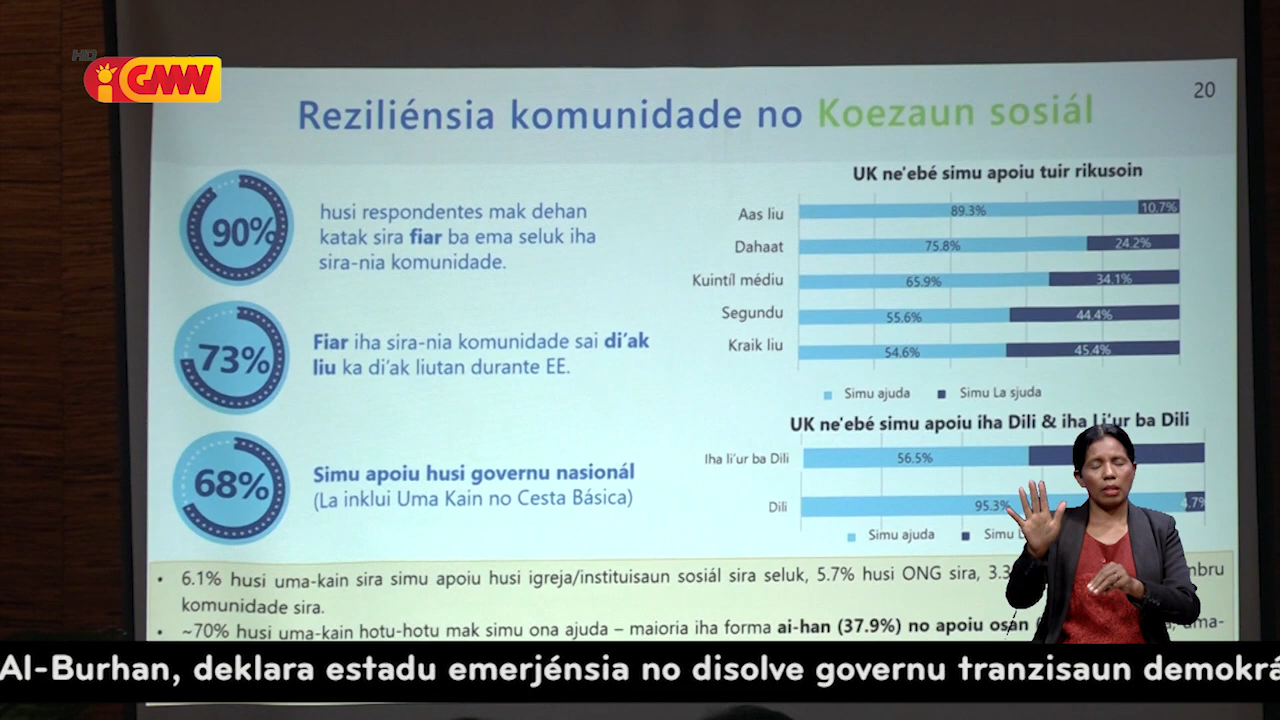 HD
GMN
20
Reziliénsia komunidade no Koezaun sosiál
90%
husi respondentes mak dehan
katak sira fiar ba ema seluk iha
sira-nia komunidade.
73%
Fiar iha sira-nia komunidade sai di'ak
liu ka di'ak liutan durante EE.
68%
Simu apoiu husi governu nasionál
(La inklui Uma Kain no Cesta Básica)
UK ne'ebé simu apoiu tuir rikusoin
Aas liu 89.3% 10.7%
Dahaat 75.8% 24.2%
Kuintíl médiu 65.9% 34.1%
Segundu 55.6% 44.4%
Kraik liu 54.6% 45.4%
Simu ajuda Simu La sjuda
UK ne'ebé simu apoiu iha Dili & iha Li'ur ba Dili
Iha li'ur ba Dili 56.5%
Dili 95.3% 4.7%
Simu ajuda Simu
• 6.1% husi uma-kain sira simu apoiu husi igreja/instituisaun sosiál sira seluk, 5.7% husi ONG sira,
komunidade sira.
• ~70% husi uma-kain hotu-hotu mak simu ona ajuda – maioria iha forma ai-han (37.9%) no apoiu osan
Al-Burhan, deklara estadu emerjénsia no disolve governu tranzisaun demokrá